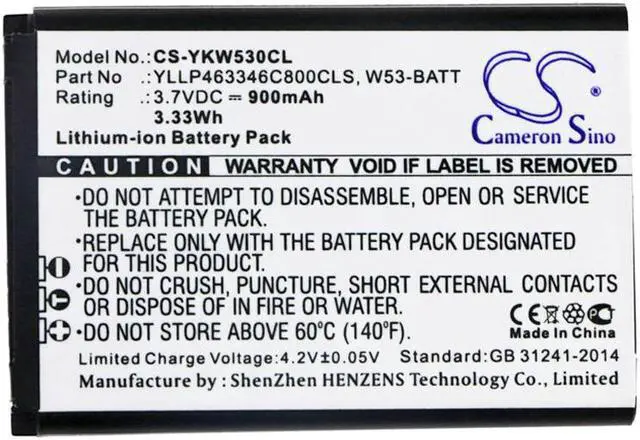 Model No: CS-YKW530CL
Part No : YLLP463346C800CLS, W53-BATT
Rating : 3.7VDC ⎓ 900mAh
3.33Wh
Lithium-ion Battery Pack
CS
Cameron Sino
CAUTION WARRANTY VOID IF LABEL IS REMOVED
•DO NOT ATTEMPT TO DISASSEMBLE, OPEN OR SERVICE
THE BATTERY PACK.
•REPLACE ONLY WITH THE BATTERY PACK DESIGNATED
FOR THIS PRODUCT.
•DO NOT CRUSH, PUNCTURE, SHORT EXTERNAL CONTACTS
OR DISPOSE OF IN FIRE OR WATER.
•DO NOT STORE ABOVE 60°C (140°F).
CE
Made In China
Limited Charge Voltage:4.2V±0.05V Standard:GB 31241-2014
Manufacture by : ShenZhen HENZENS Technology Co., Limited.